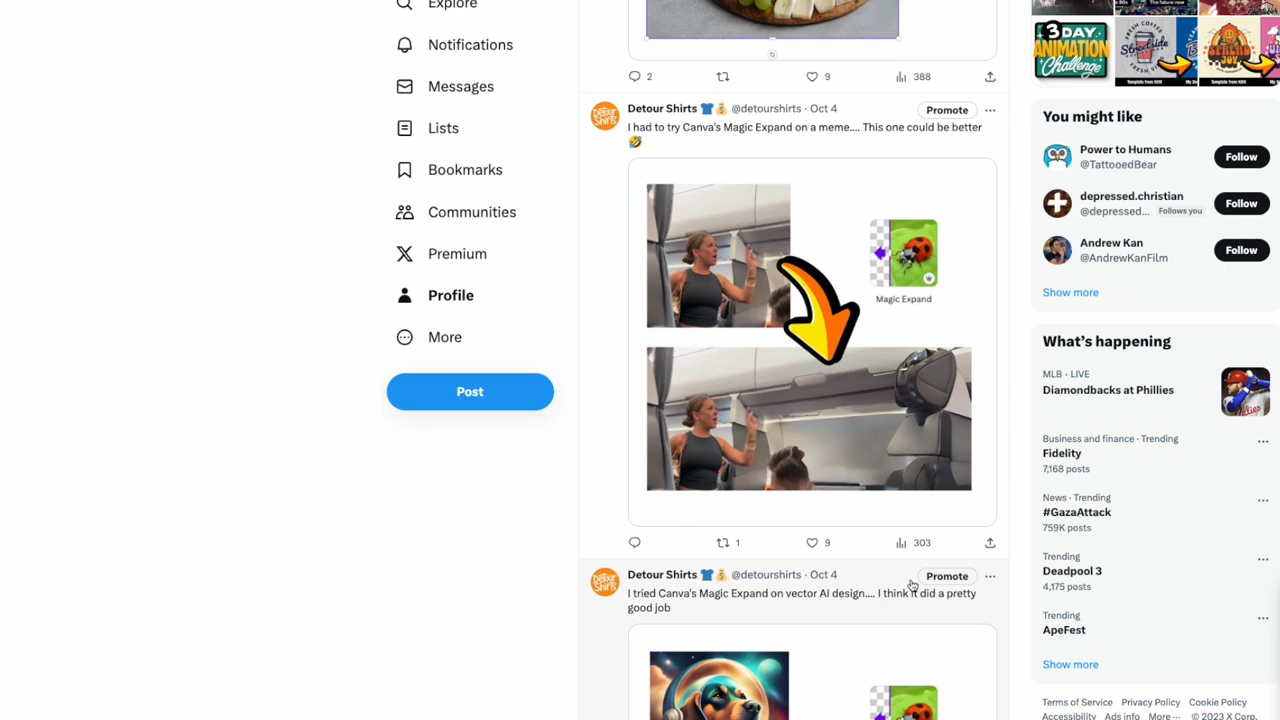 Explore
Notifications
Messages
Lists
Bookmarks
Communities
Premium
Profile
More
Post
2
9
388
Detour Shirts @detourshirts · Oct 4
Promote
I had to try Canva's Magic Expand on a meme.... This one could be better
Magic Expand
1
9
303
Detour Shirts @detourshirts · Oct 4
Promote
I tried Canva's Magic Expand on vector AI design.... I think it did a pretty
good job
3 DAY
ANIMATION
CHALLENGE
Streetside
SPREAD
JOY
You might like
Power to Humans
@TattooedBear
Follow
depressed.christian
@depressed... Follows you
Follow
Andrew Kan
@AndrewKanFilm
Follow
Show more
What's happening
MLB · LIVE
Diamondbacks at Phillies
Business and finance · Trending
Fidelity
7,168 posts
News · Trending
#GazaAttack
759K posts
Trending
Deadpool 3
4,175 posts
Trending
ApeFest
Show more
Terms of Service Privacy Policy Cookie Policy
Accessibility Ads info More ··· © 2023 X Corp.